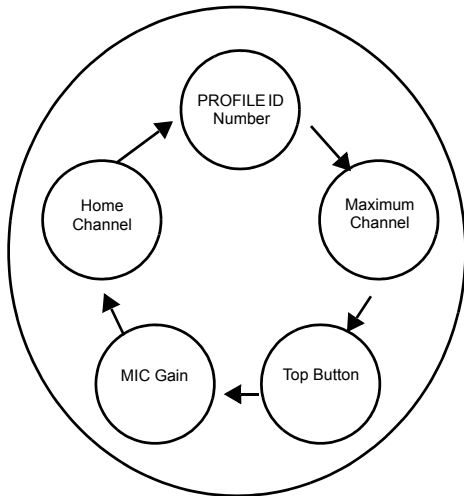 PROFILE ID
Number
Home
Channel
Maximum
Channel
MIC Gain
Top Button